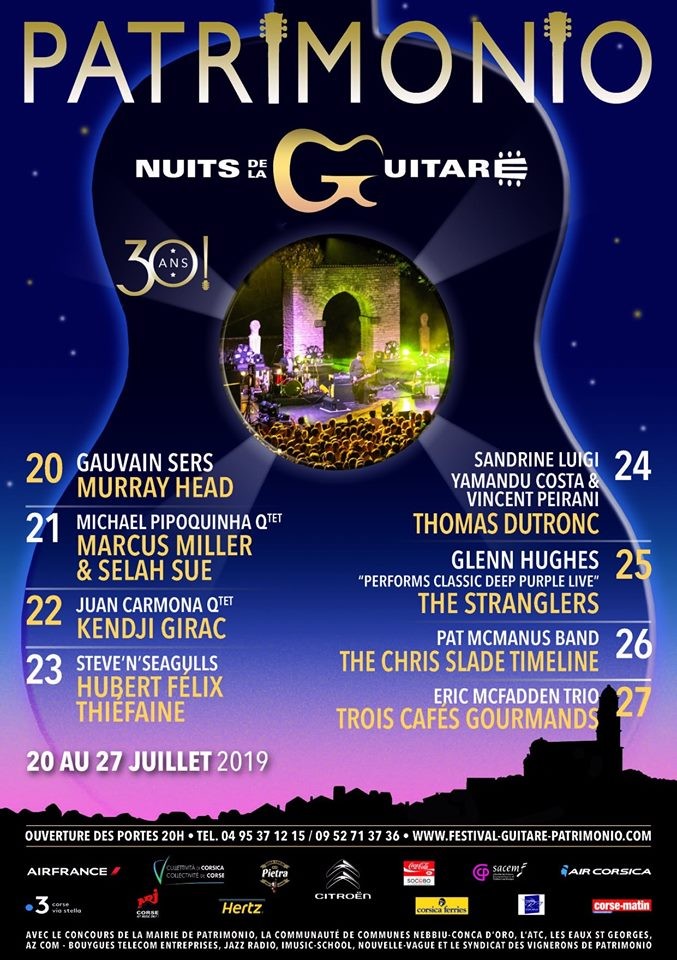 PATRIMONIO
NUITS DE LA GUITARE
30 ANS !
20 GAUVAIN SERS
MURRAY HEAD
21 MICHAEL PIPOQUINHA QTET
MARCUS MILLER
& SELAH SUE
22 JUAN CARMONA QTET
KENDJI GIRAC
23 STEVE'N'SEAGULLS
HUBERT FÉLIX
THIÉFAINE
SANDRINE LUIGI 24
YAMANDU COSTA &
VINCENT PEIRANI
THOMAS DUTRONC
GLENN HUGHES 25
"PERFORMS CLASSIC DEEP PURPLE LIVE"
THE STRANGLERS
PAT MCMANUS BAND 26
THE CHRIS SLADE TIMELINE
ERIC MCFADDEN TRIO 27
TROIS CAFÉS GOURMANDS
20 AU 27 JUILLET 2019
OUVERTURE DES PORTES 20H • TEL. 04 95 37 12 15 / 09 52 71 37 36 • WWW.FESTIVAL-GUITARE-PATRIMONIO.COM
AIRFRANCE
CULLETTIVITÀ DI CORSICA
COLLECTIVITÉ DE CORSE
Pietra
CITROËN
Coca-Cola
SOCOBO
sacem
AIR CORSICA
3 corse
via stella
NRJ
CORSE
Hertz
corsica ferries
corse-matin
AVEC LE CONCOURS DE LA MAIRIE DE PATRIMONIO, LA COMMUNAUTÉ DE COMMUNES NEBBIU-CONCA D'ORO, L'ATC, LES EAUX ST GEORGES,
AZ COM - BOUYGUES TELECOM ENTREPRISES, JAZZ RADIO, IMUSIC-SCHOOL, NOUVELLE-VAGUE ET LE SYNDICAT DES VIGNERONS DE PATRIMONIO